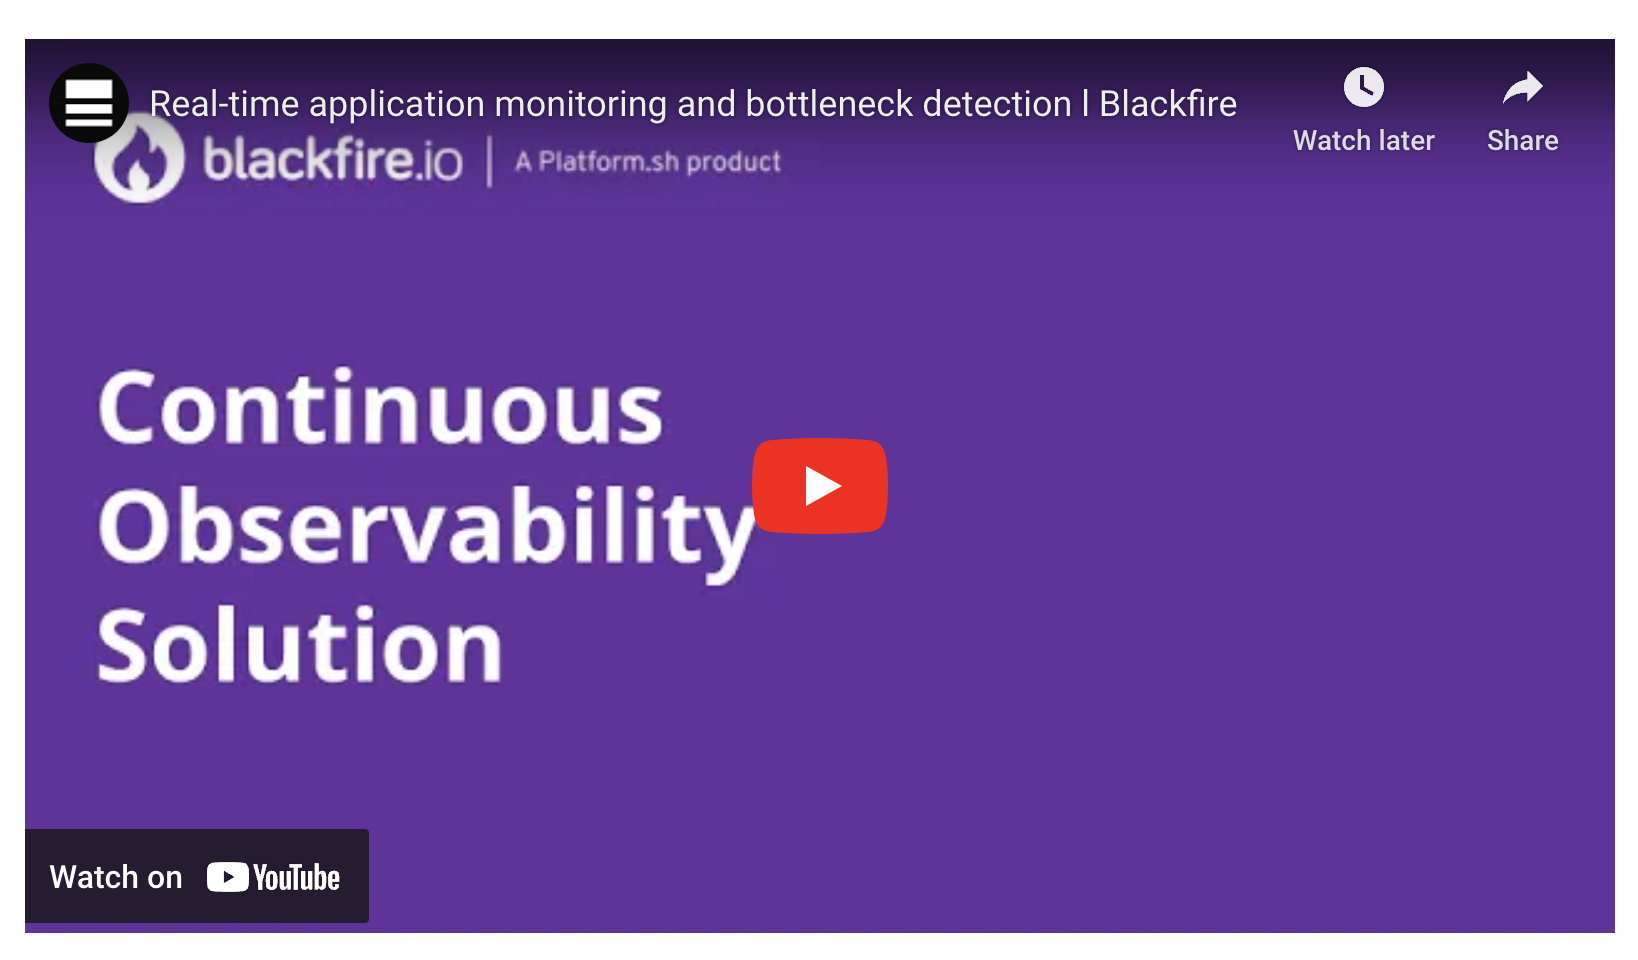 Real-time application monitoring and bottleneck detection l Blackfire
Watch later
Share
blackfire.io | A Platform.sh product
Continuous
Observability
Solution
Watch on YouTube